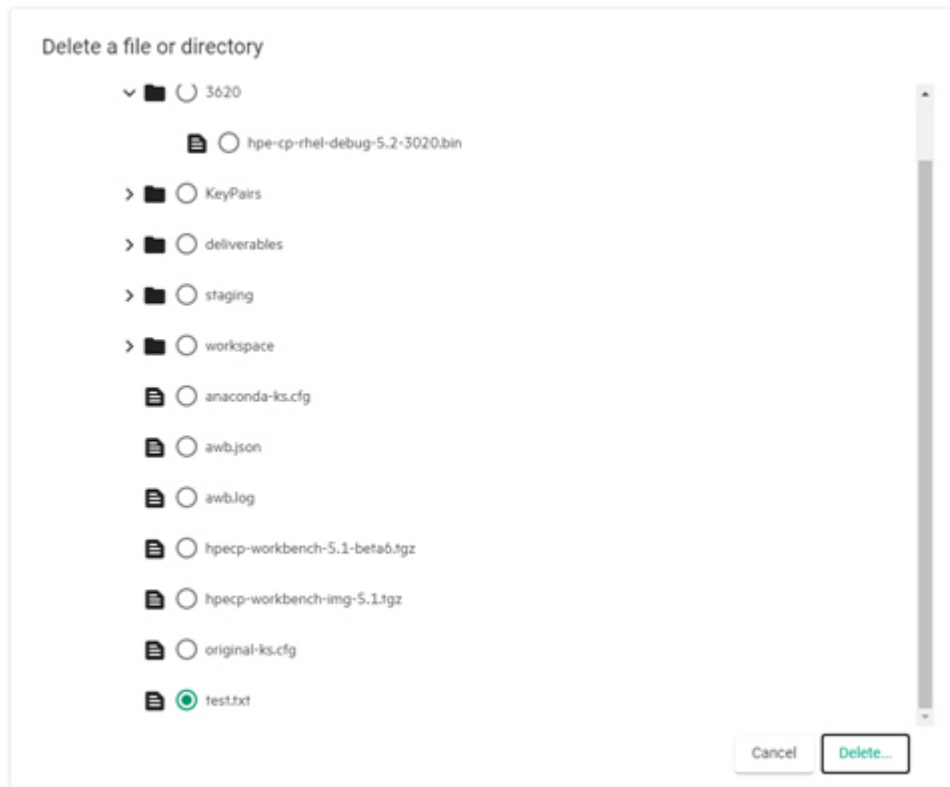 Delete a file or directory
3620
hpe-cp-rhel-debug-5.2-3020.bin
KeyPairs
deliverables
staging
workspace
anaconda-ks.cfg
awb.json
awb.log
hpecp-workbench-5.1-beta6.tgz
hpecp-workbench-img-5.1.tgz
original-ks.cfg
test.txt
Cancel Delete...